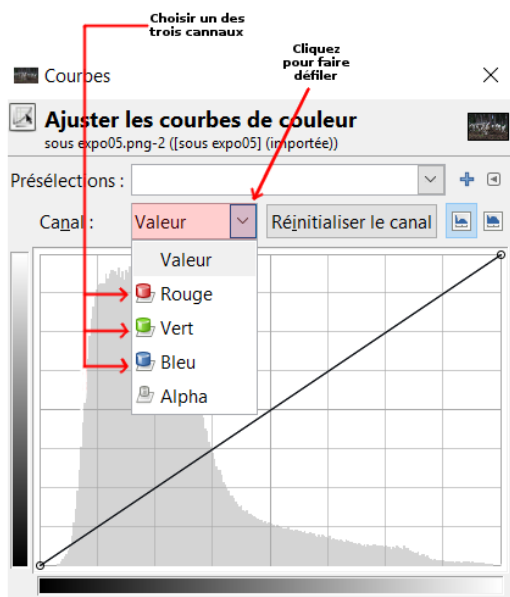 Choisir un des
trois cannaux
Cliquez
pour faire
défiler
Courbes
Ajuster les courbes de couleur
sous expo05.png-2 ([sous expo05] (importée))
Présélections :
Canal :
Valeur
Réinitialiser le canal
Valeur
Rouge
Vert
Bleu
Alpha